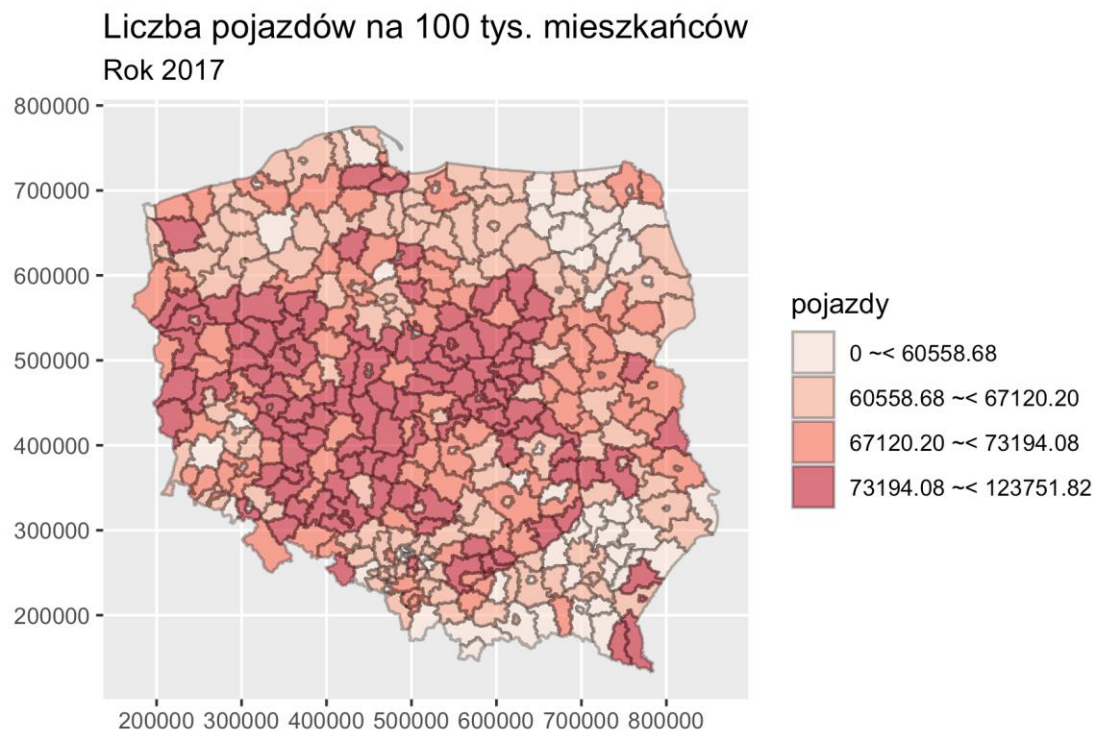 Liczba pojazdów na 100 tys. mieszkańców
Rok 2017
800000
700000
600000
500000
400000
300000
200000
200000 300000 400000 500000 600000 700000 800000
pojazdy
0 ~< 60558.68
60558.68 ~< 67120.20
67120.20 ~< 73194.08
73194.08 ~< 123751.82